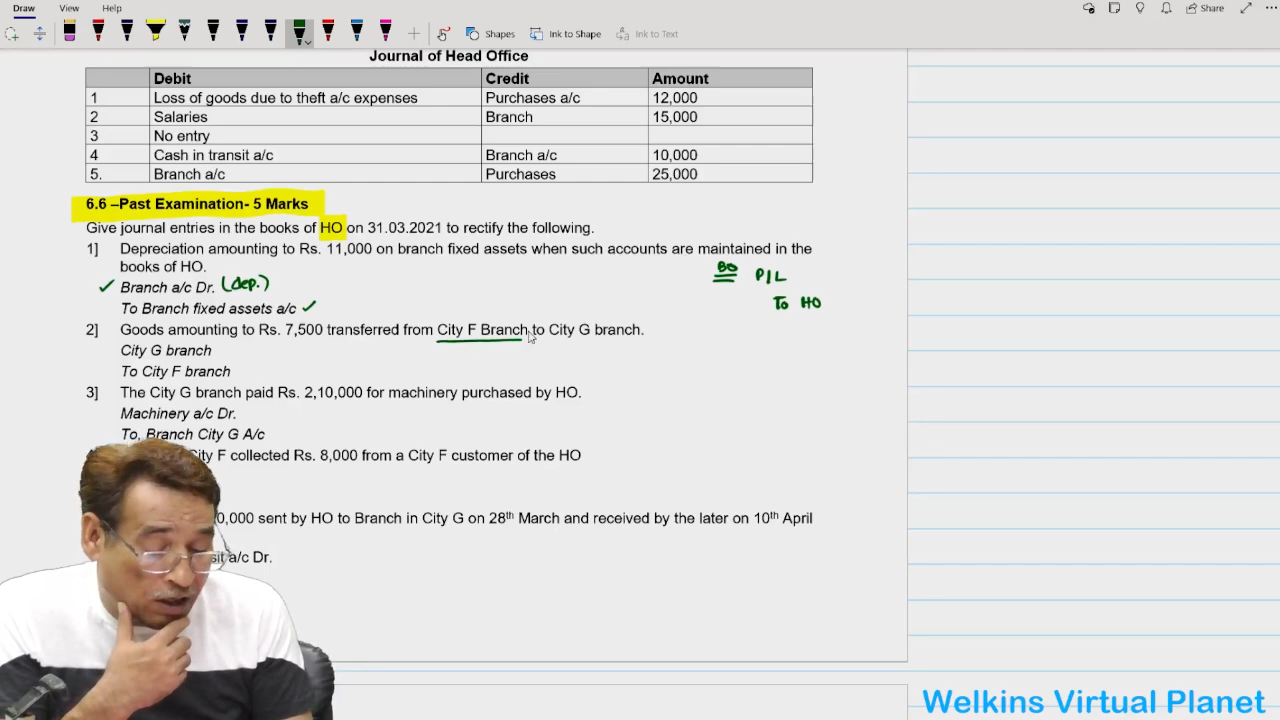 Draw View Share
Shapes Ink to Shape Ink to Text
Journal of Head Office
Debit Credit Amount
1 Loss of goods due to theft a/c expenses Purchases a/c 12,000
2 Salaries Branch 15,000
3 No entry
4 Cash in transit a/c Branch a/c 10,000
5. Branch a/c Purchases 25,000
6.6 –Past Examination- 5 Marks
Give journal entries in the books of HO on 31.03.2021 to rectify the following.
1] Depreciation amounting to Rs. 11,000 on branch fixed assets when such accounts are maintained in the
books of HO.
BO P/L
Branch a/c Dr. (dep.)
To HO
To Branch fixed assets a/c
2] Goods amounting to Rs. 7,500 transferred from City F Branch to City G branch.
City G branch
To City F branch
3] The City G branch paid Rs. 2,10,000 for machinery purchased by HO.
Machinery a/c Dr.
To, Branch City G A/c
City F collected Rs. 8,000 from a City F customer of the HO
0,000 sent by HO to Branch in City G on 28th March and received by the later on 10th April
a/c Dr.
Welkins Virtual Planet